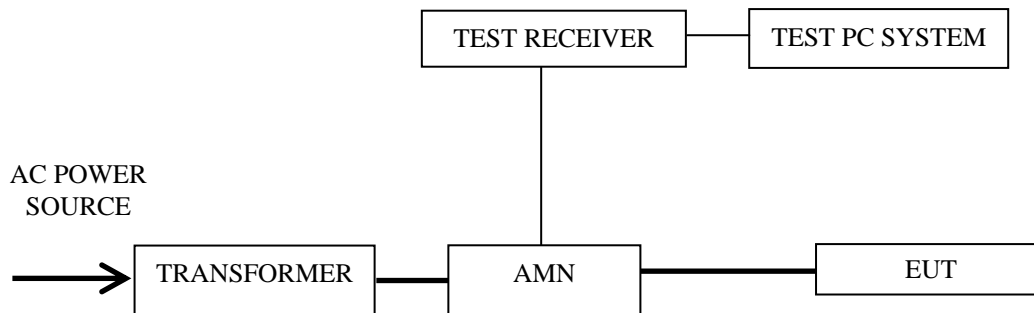 TEST RECEIVER
TEST PC SYSTEM
AC POWER
SOURCE
TRANSFORMER
AMN
EUT